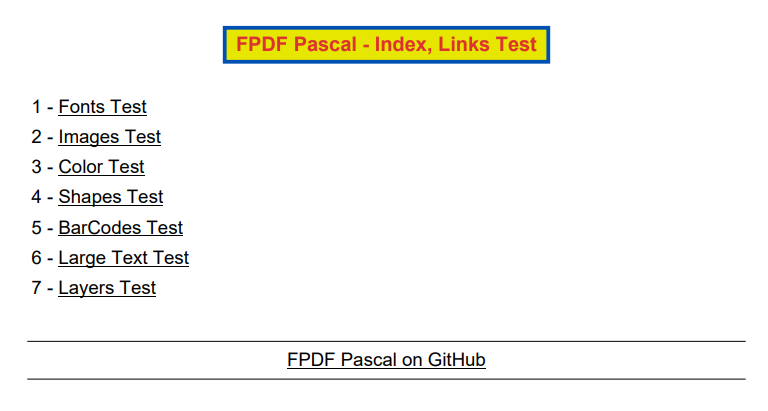 FPDF Pascal - Index, Links Test
1 - Fonts Test
2 - Images Test
3 - Color Test
4 - Shapes Test
5 - BarCodes Test
6 - Large Text Test
7 - Layers Test
FPDF Pascal on GitHub